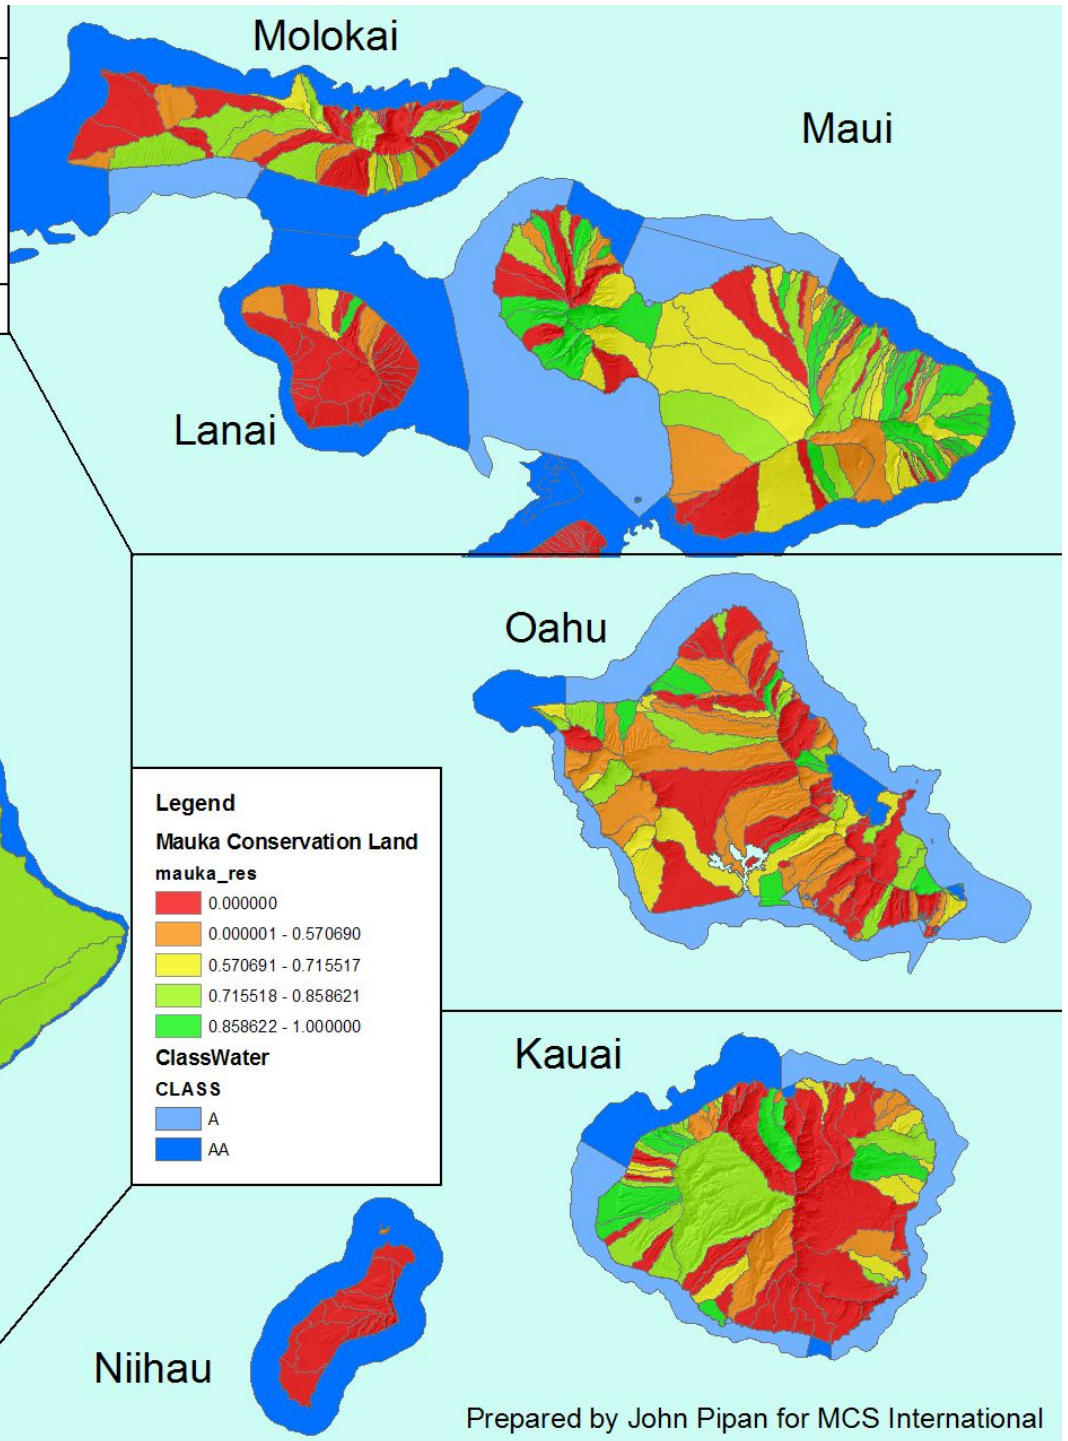 Molokai
Maui
Lanai
Oahu
Legend
Mauka Conservation Land
mauka_res
0.000000
0.000001 - 0.570690
0.570691 - 0.715517
0.715518 - 0.858621
0.858622 - 1.000000
ClassWater
CLASS
A
AA
Kauai
Niihau
Prepared by John Pipan for MCS International